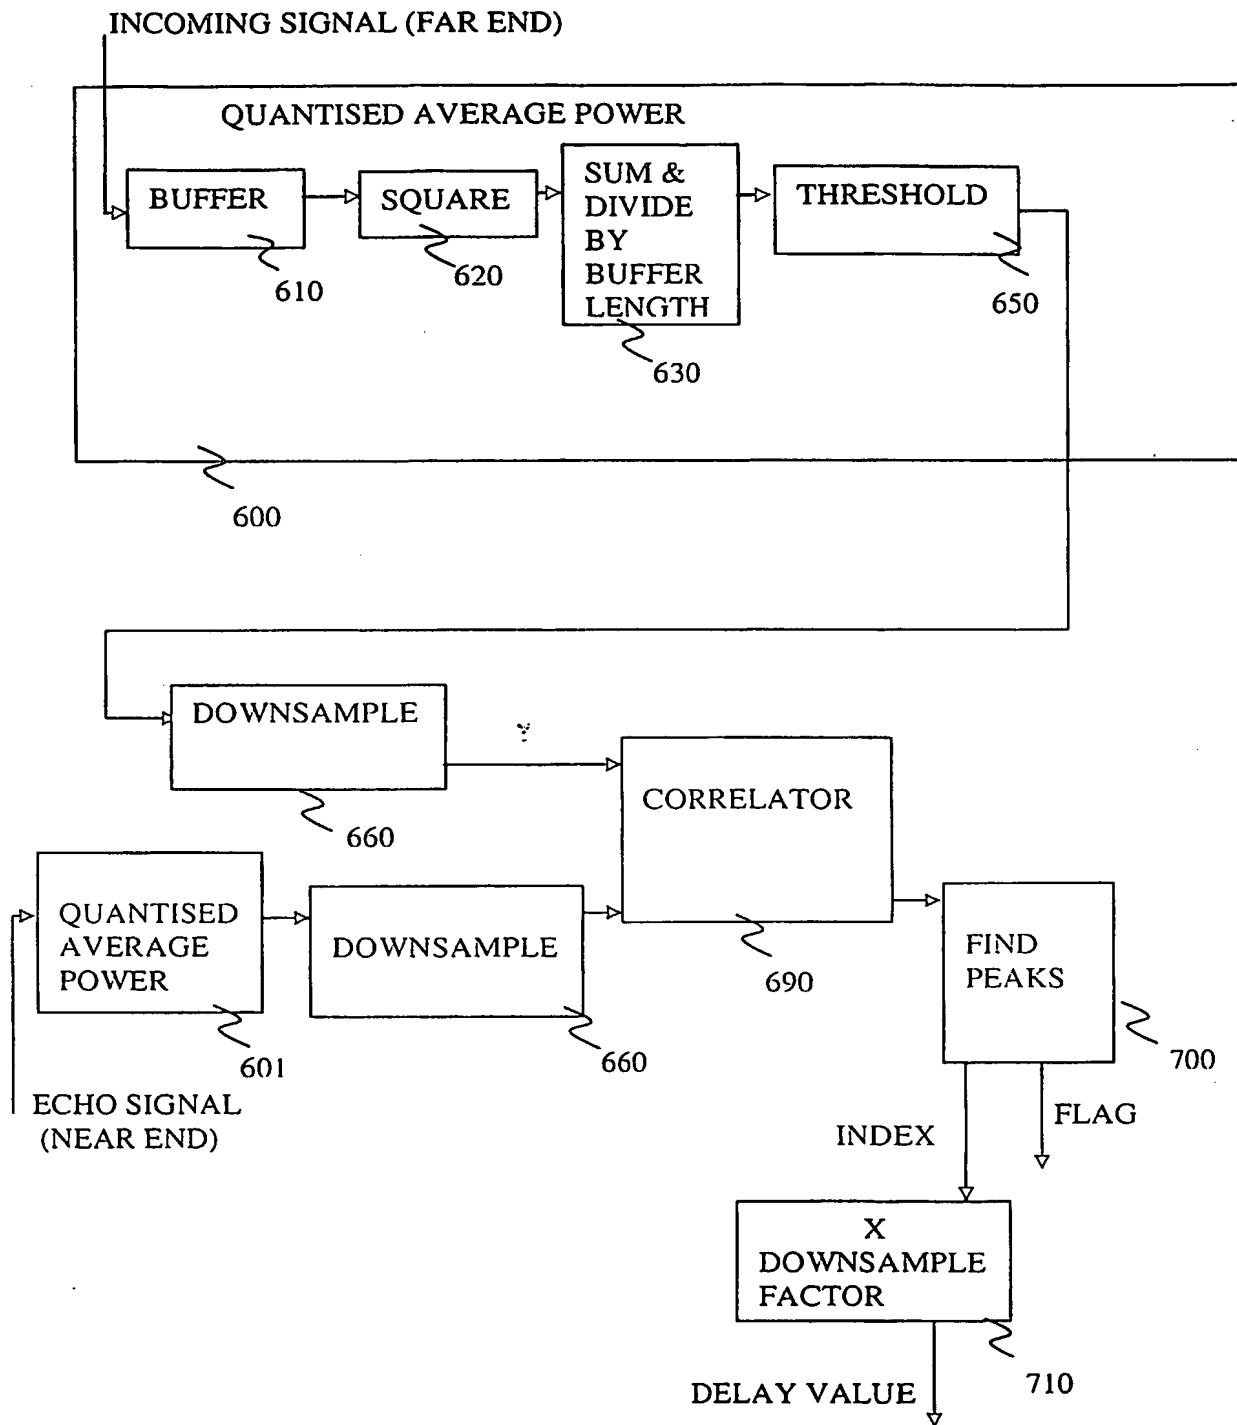 INCOMING SIGNAL (FAR END)
QUANTISED AVERAGE POWER
BUFFER
610
SQUARE
620
SUM &
DIVIDE
BY
BUFFER
LENGTH
630
THRESHOLD
650
600
DOWNSAMPLE
660
CORRELATOR
690
QUANTISED
AVERAGE
POWER
601
DOWNSAMPLE
660
FIND
PEAKS
700
ECHO SIGNAL
(NEAR END)
INDEX
FLAG
X
DOWNSAMPLE
FACTOR
710
DELAY VALUE